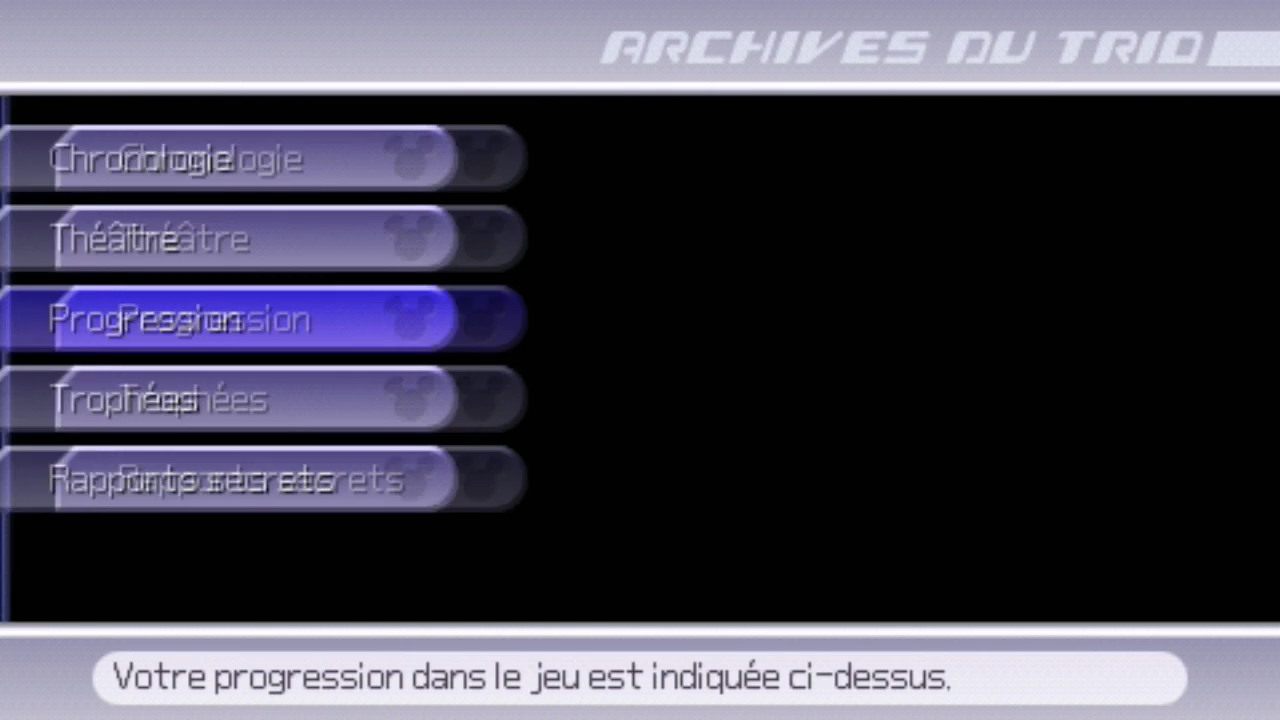 ARCHIVES DU TRIO
Chronologie
Théâtre
Progression
Trophées
Rapports secrets
Votre progression dans le jeu est indiquée ci-dessus.